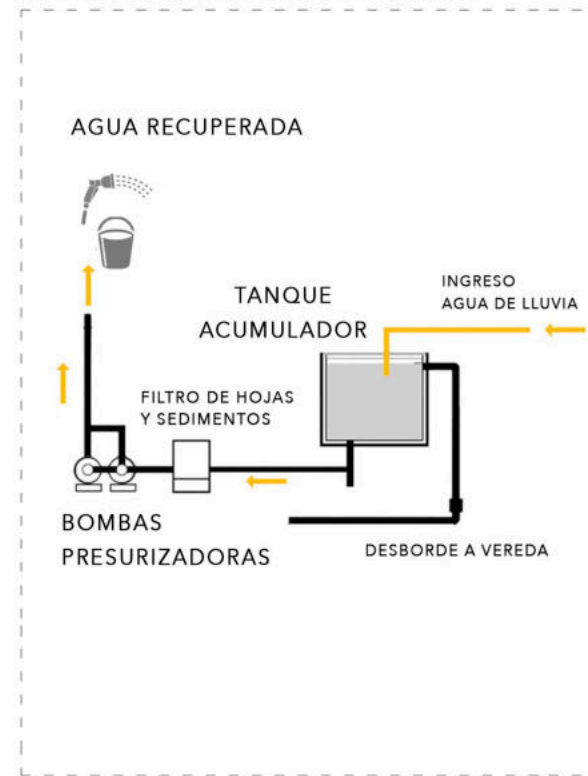 AGUA RECUPERADA
INGRESO
AGUA DE LLUVIA
TANQUE
ACUMULADOR
FILTRO DE HOJAS
Y SEDIMENTOS
BOMBAS
PRESURIZADORAS
DESBORDE A VEREDA